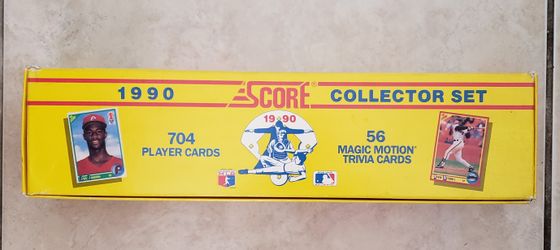 1990 SCORE® COLLECTOR SET
1990
704
PLAYER CARDS
56
MAGIC MOTION®
TRIVIA CARDS